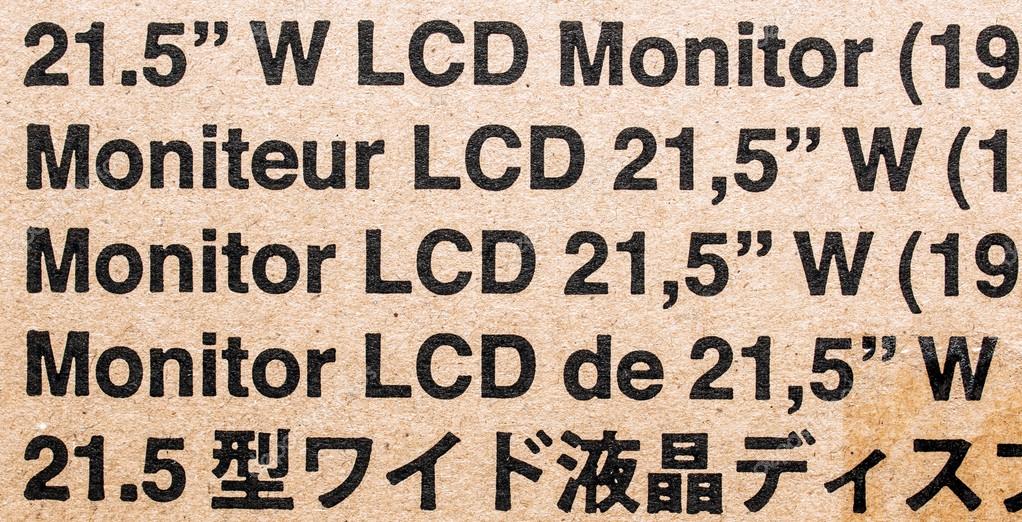 21.5” W LCD Monitor (19
Moniteur LCD 21,5” W (1
Monitor LCD 21,5” W (19
Monitor LCD de 21,5” W
21.5 型ワイド液晶ディス